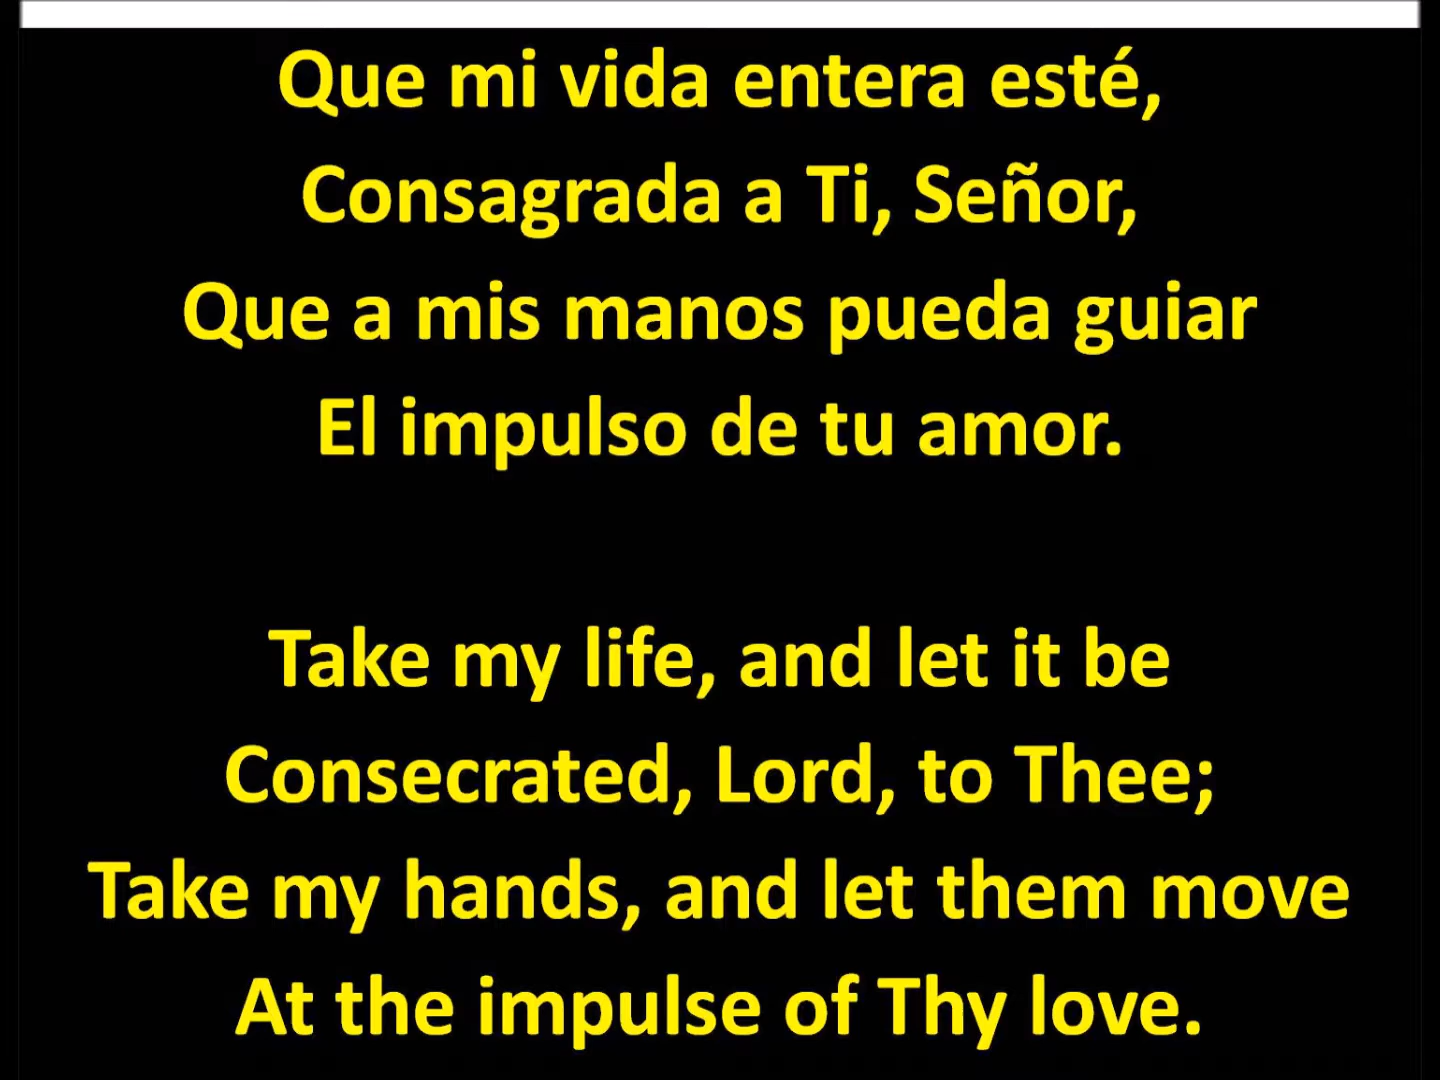 Que mi vida entera esté,
Consagrada a Ti, Señor,
Que a mis manos pueda guiar
El impulso de tu amor.
Take my life, and let it be
Consecrated, Lord, to Thee;
Take my hands, and let them move
At the impulse of Thy love.